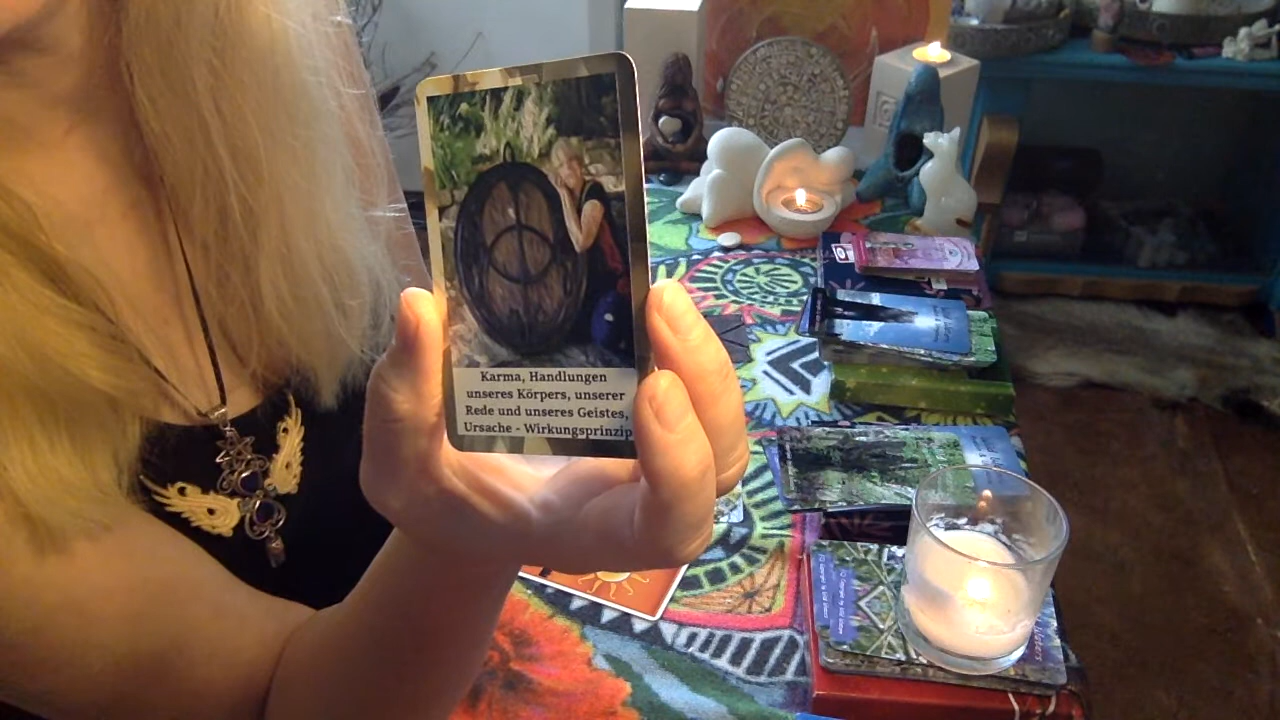 Karma, Handlungen
unseres Körpers, unserer
Rede und unseres Geistes,
Ursache - Wirkungsprinzip